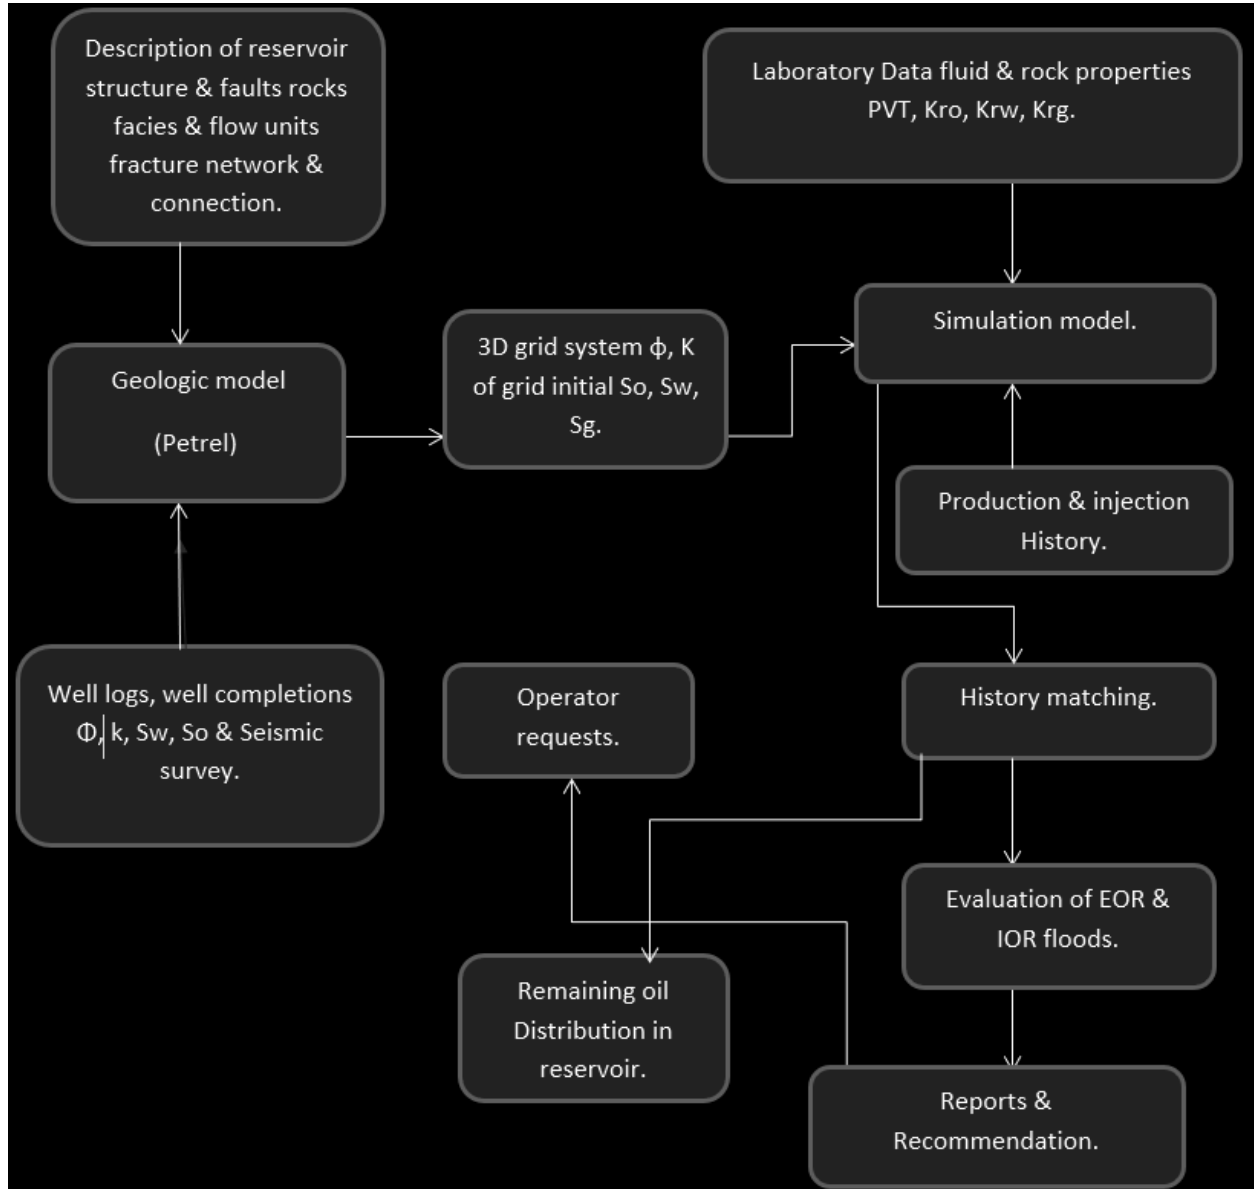 Description of reservoir
structure & faults rocks
facies & flow units
fracture network &
connection.
Laboratory Data fluid & rock properties
PVT, Kro, Krw, Krg.
Geologic model
(Petrel)
3D grid system ф, K
of grid initial So, Sw,
Sg.
Simulation model.
Production & injection
History.
Well logs, well completions
Ф, k, Sw, So & Seismic
survey.
Operator
requests.
History matching.
Evaluation of EOR &
IOR floods.
Remaining oil
Distribution in
reservoir.
Reports &
Recommendation.